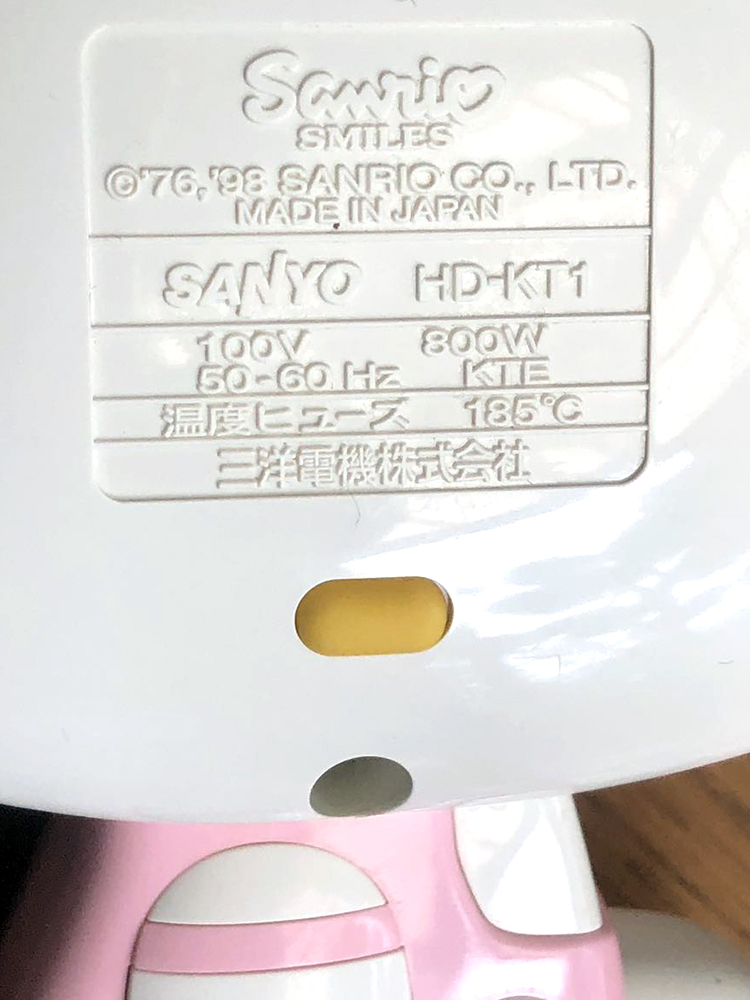 Sanrio
SMILES
©'76,'98 SANRIO CO., LTD.
MADE IN JAPAN
SANYO HD-KT1
100V 800W
50-60 Hz KTE
温度ヒューズ 185℃
三洋電機株式会社